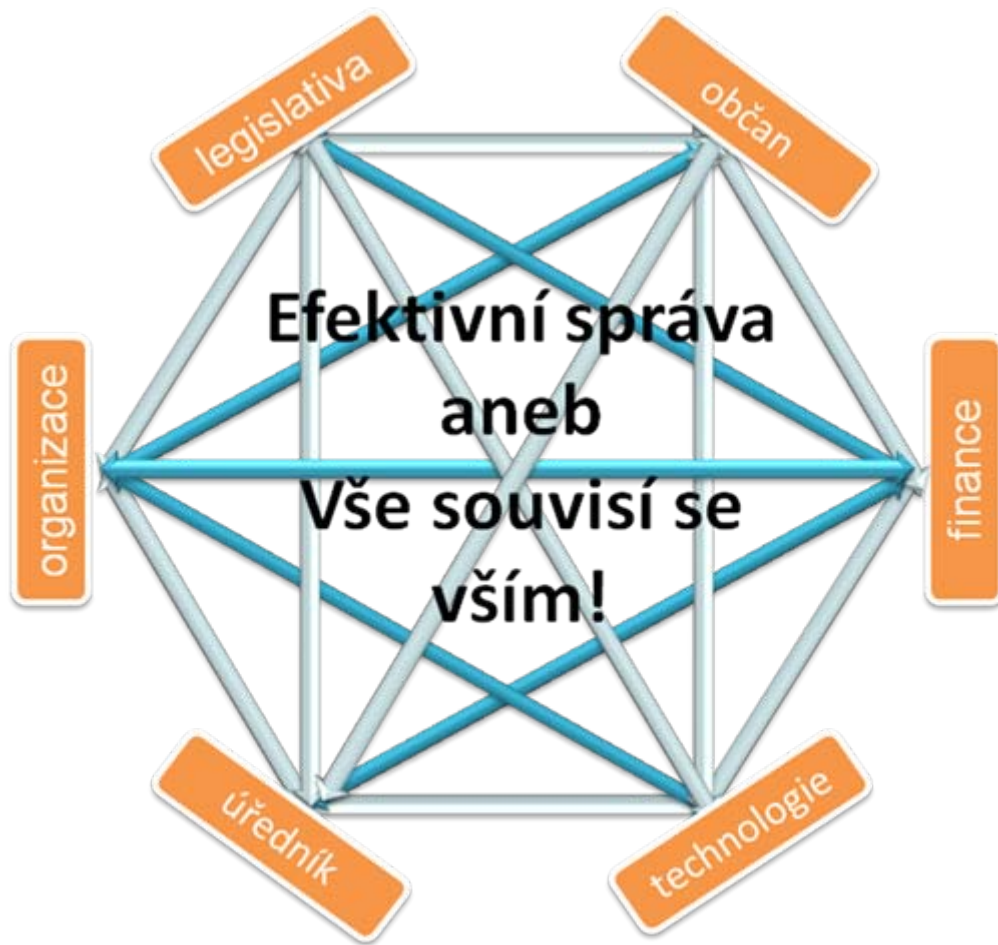 legislativa
občan
Efektivní správa
aneb
Vše souvisí se
vším!
organizace
finance
úředník
technologie